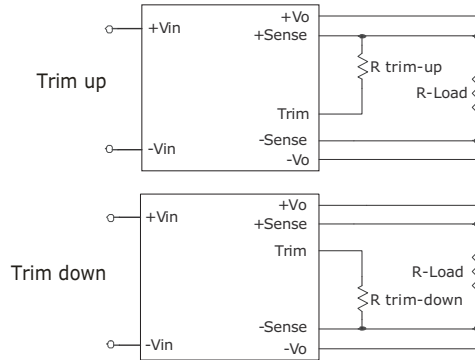 +Vo
+Vin
+Sense
R trim-up
Trim up
R-Load
Trim
-Sense
-Vin
-Vo
+Vo
+Vin
+Sense
Trim
Trim down
R-Load
R trim-down
-Sense
-Vin
-Vo